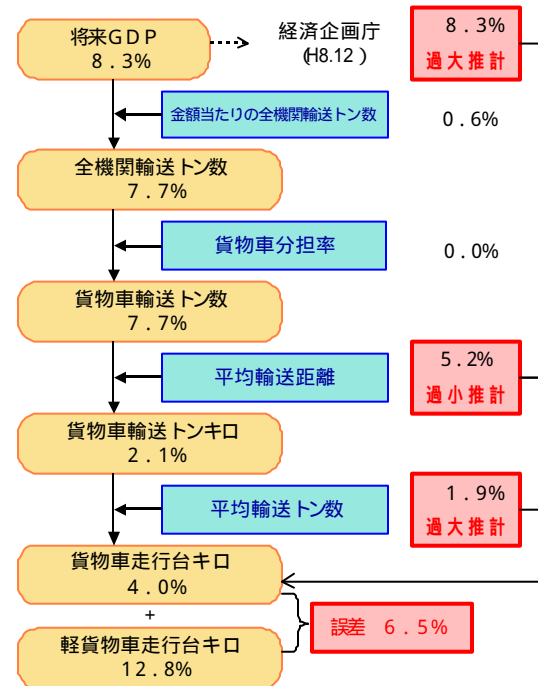 将来GDP
8.3%
経済企画庁
(H8.12)
8.3%
過大推計
金額当たりの全機関輸送トン数
0.6%
全機関輸送トン数
7.7%
貨物車分担率
0.0%
貨物車輸送トン数
7.7%
平均輸送距離
5.2%
過小推計
貨物車輸送トンキロ
2.1%
平均輸送トン数
1.9%
過大推計
貨物車走行台キロ
4.0%
+
誤差 6.5%
軽貨物車走行台キロ
12.8%